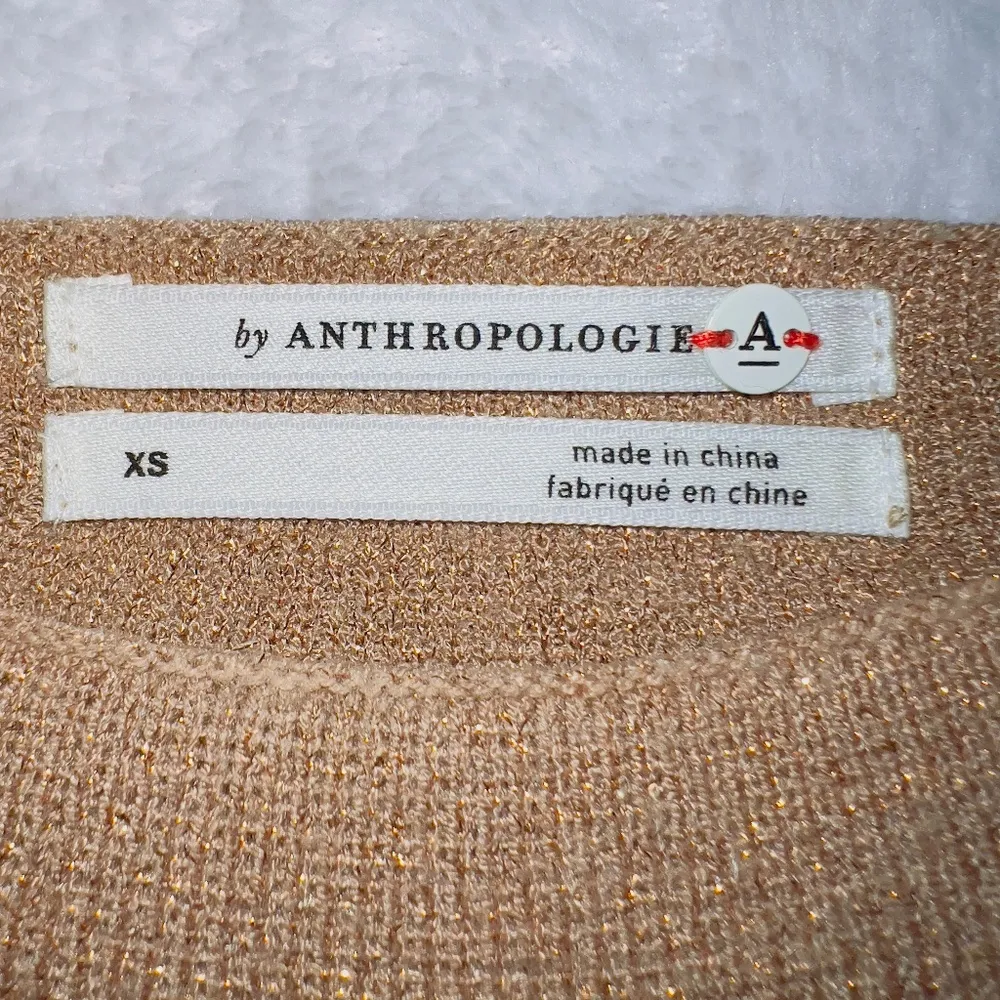 by ANTHROPOLOGIE A
XS
made in china
fabriqué en chine